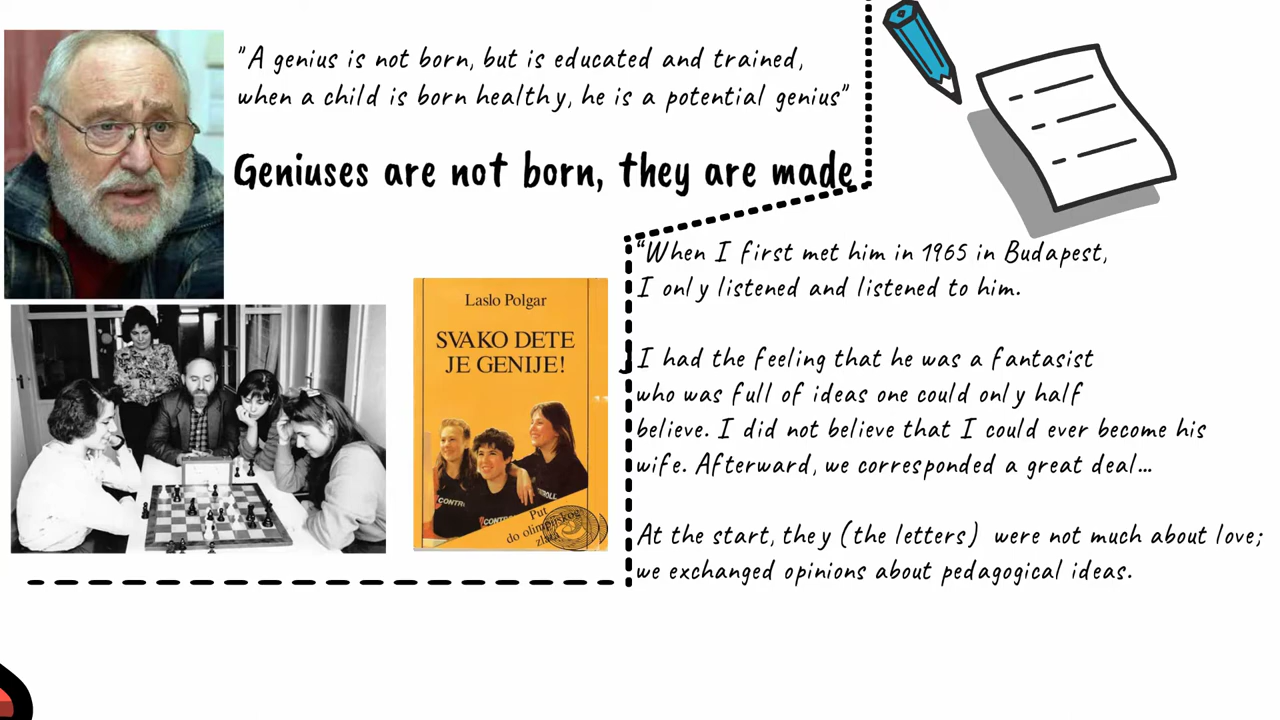 "A genius is not born, but is educated and trained,
when a child is born healthy, he is a potential genius"
Geniuses are not born, they are made
Laslo Polgar
SVAKO DETE
JE GENIJE!
CONTR
CONT
ROLL
Put
do olimpijskog
"When I first met him in 1965 in Budapest,
I only listened and listened to him.
I had the feeling that he was a fantasist
who was full of ideas one could only half
believe. I did not believe that I could ever become his
wife. Afterward, we corresponded a great deal...
At the start, they (the letters) were not much about love;
we exchanged opinions about pedagogical ideas.